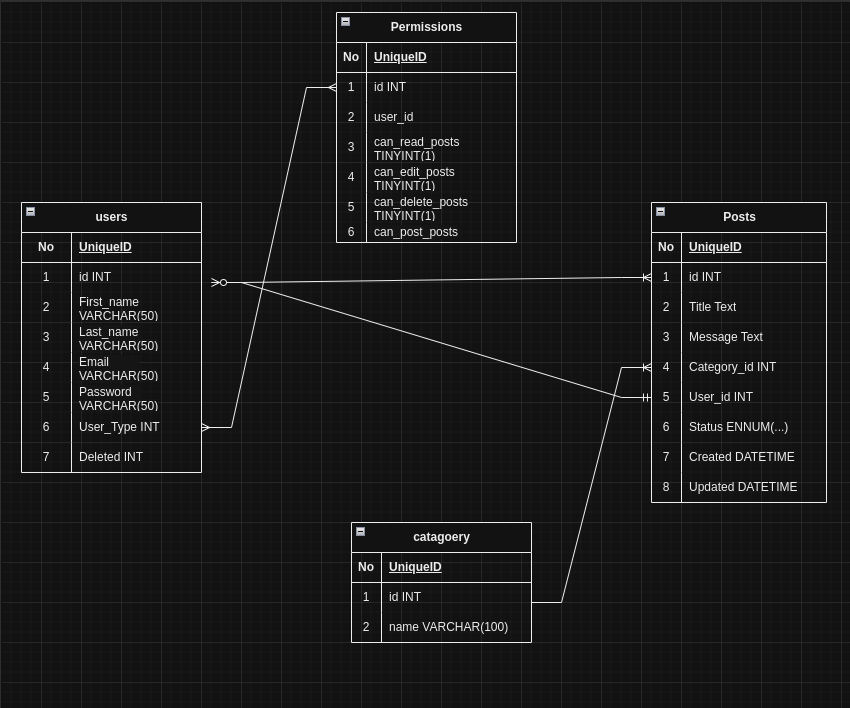 Permissions
No UniqueID
1 id INT
2 user_id
3 can_read_posts
TINYINT(1)
4 can_edit_posts
TINYINT(1)
5 can_delete_posts
TINYINT(1)
6 can_post_posts
users
No UniqueID
1 id INT
2 First_name
VARCHAR(50)
3 Last_name
VARCHAR(50)
4 Email
VARCHAR(50)
5 Password
VARCHAR(50)
6 User_Type INT
7 Deleted INT
Posts
No UniqueID
1 id INT
2 Title Text
3 Message Text
4 Category_id INT
5 User_id INT
6 Status ENNUM(...)
7 Created DATETIME
8 Updated DATETIME
catagoery
No UniqueID
1 id INT
2 name VARCHAR(100)